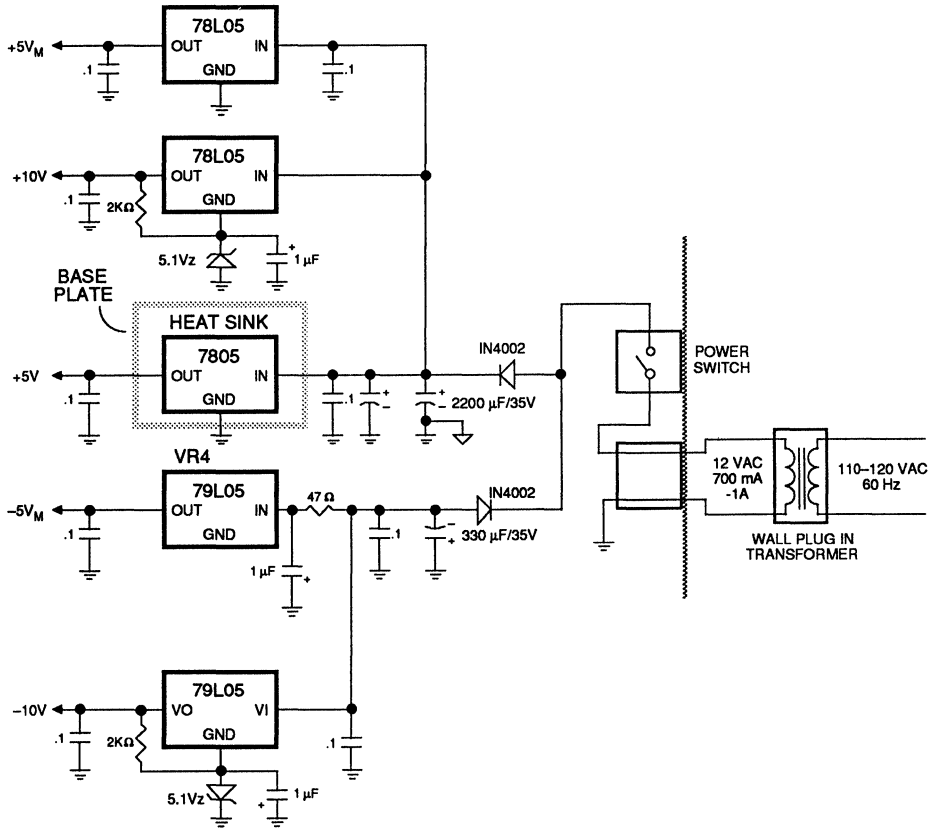 78L05
+5VM OUT IN
GND
.1 .1
78L05
+10V OUT IN
GND
.1
2KΩ
5.1Vz + 1 µF
BASE
PLATE
HEAT SINK
7805
+5V OUT IN
GND
.1 .1 + - + - 2200 µF/35V
IN4002
POWER
SWITCH
12 VAC
700 mA
-1A
110–120 VAC
60 Hz
WALL PLUG IN
TRANSFORMER
VR4
79L05
–5VM OUT IN
GND
47 Ω
IN4002
.1 .1 - + 330 µF/35V
1 µF +
79L05
–10V VO VI
GND
.1 .1
2KΩ
5.1Vz + 1 µF